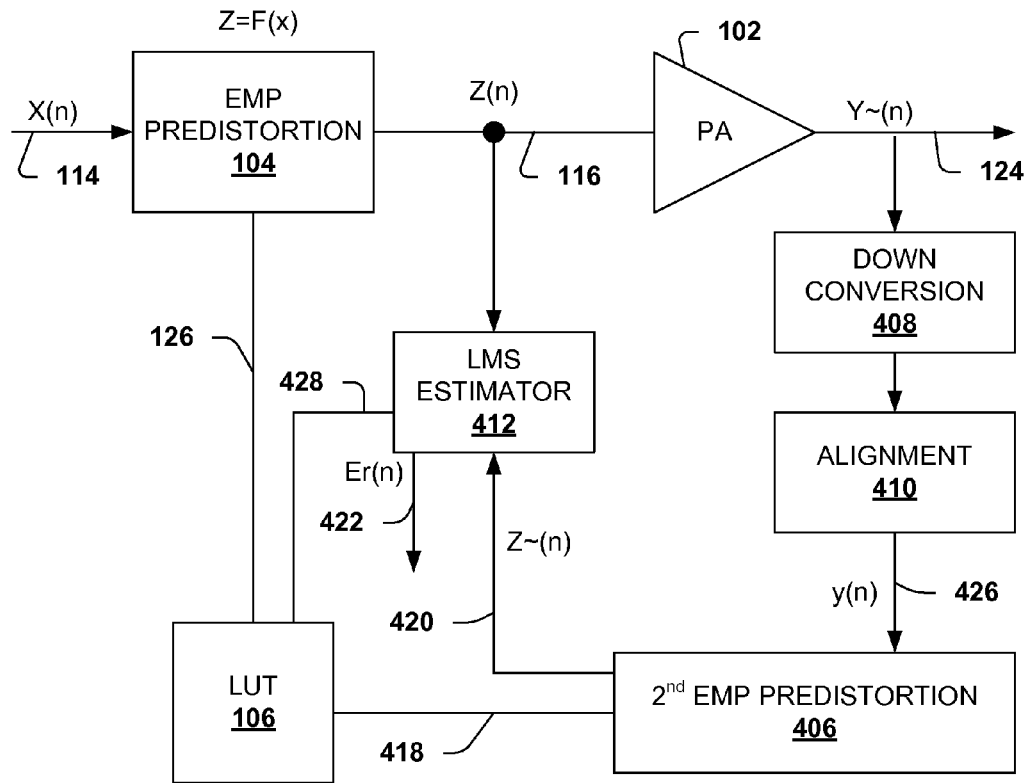 Z=F(x)
102
X(n)
EMP
PREDISTORTION
104
Z(n)
PA
Y~(n)
114
116
124
DOWN
CONVERSION
408
126
428
LMS
ESTIMATOR
412
ALIGNMENT
410
Er(n)
422
Z~(n)
420
y(n)
426
LUT
106
418
2nd EMP PREDISTORTION
406